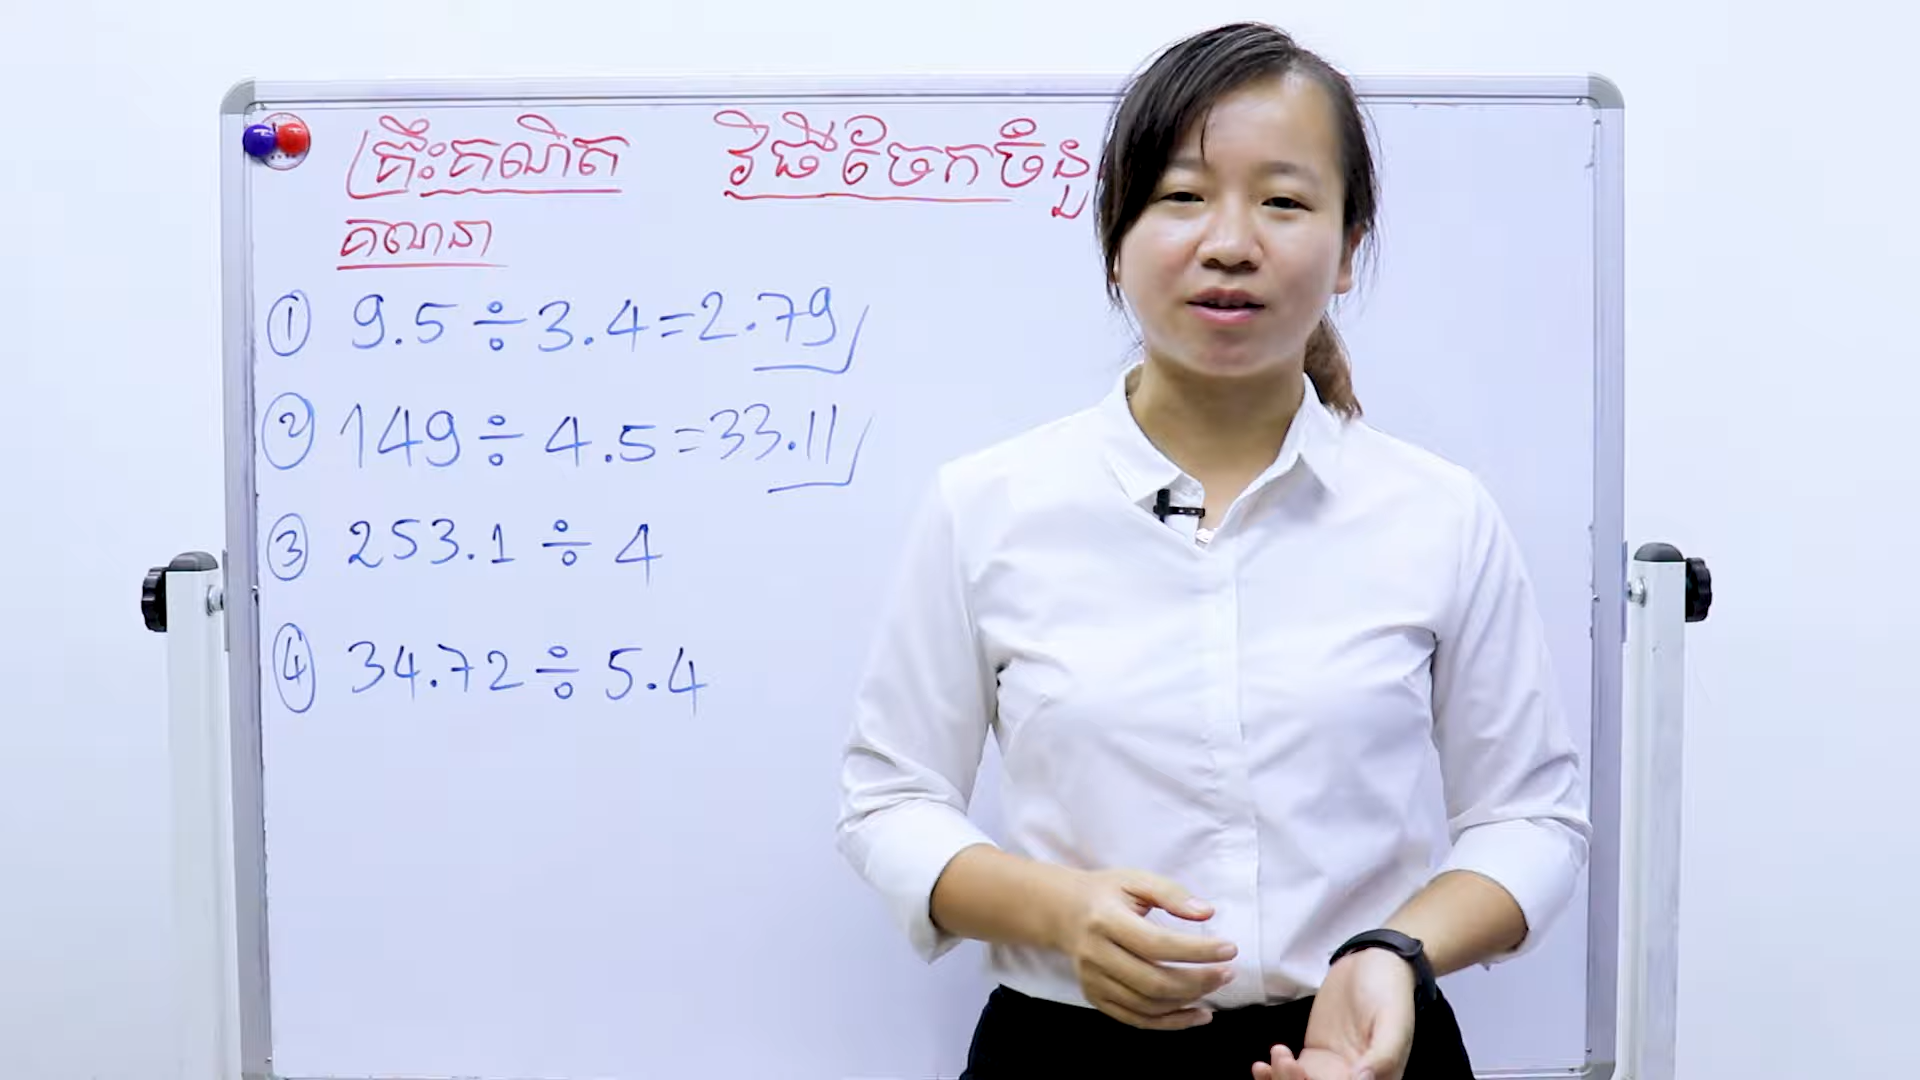 គ្រឹះគណិត វិធីចែកចំនួ
គណនា
① 9.5 ÷ 3.4 = 2.79
② 149 ÷ 4.5 = 33.11
③ 253.1 ÷ 4
④ 34.72 ÷ 5.4